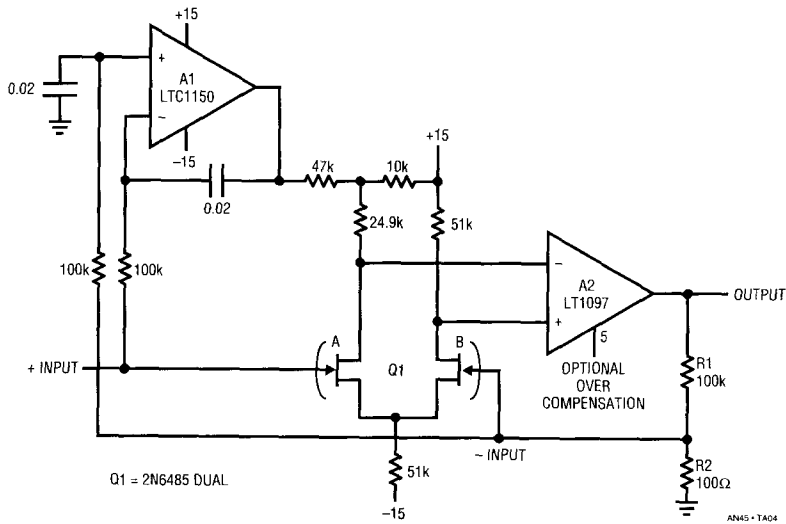 +15
+
A1
LTC1150
−
−15
0.02
0.02
47k
10k
+15
24.9k
51k
100k
100k
−
A2
LT1097
+
5
OUTPUT
OPTIONAL
OVER
COMPENSATION
R1
100k
+ INPUT
A
Q1
B
~ INPUT
R2
100Ω
51k
−15
Q1 = 2N6485 DUAL
AN45 • TA04